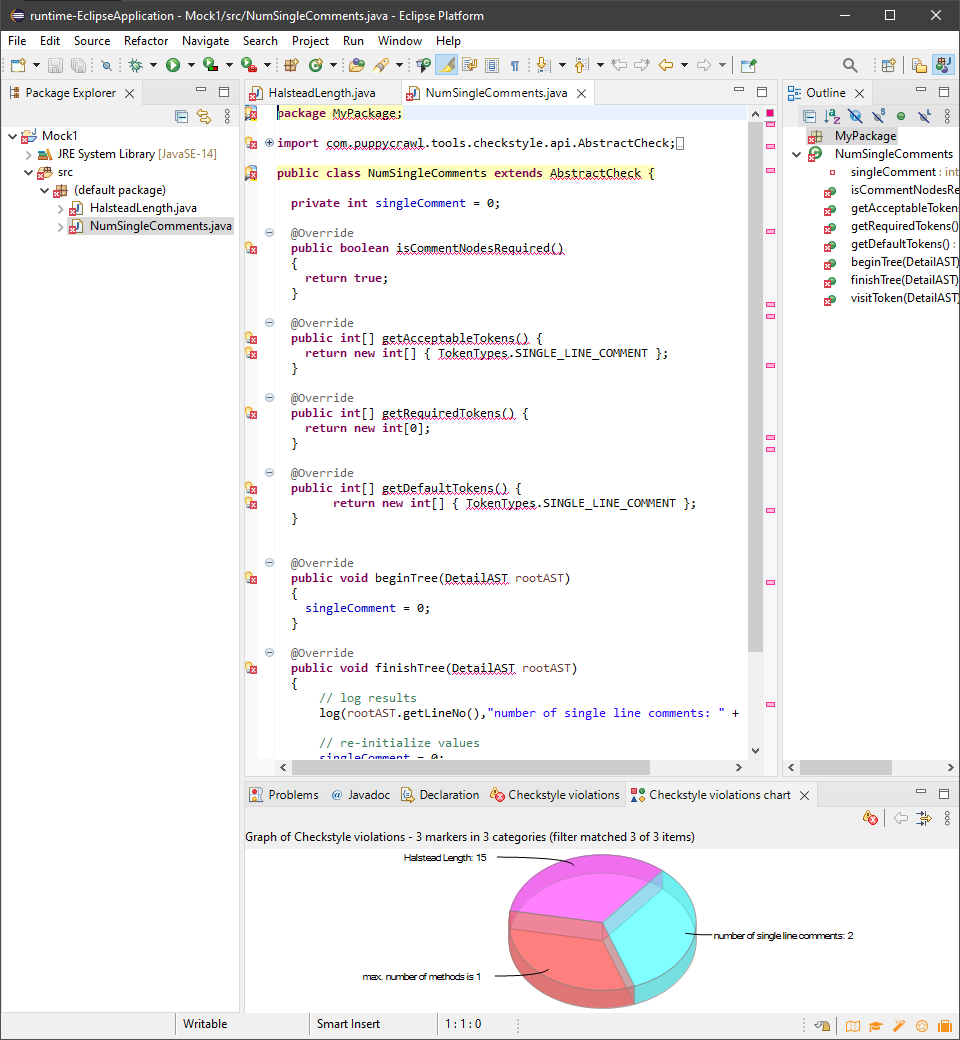 runtime-EclipseApplication - Mock1/src/NumSingleComments.java - Eclipse Platform
File Edit Source Refactor Navigate Search Project Run Window Help
Package Explorer
Mock1
JRE System Library [JavaSE-14]
src
(default package)
HalsteadLength.java
NumSingleComments.java
HalsteadLength.java NumSingleComments.java
package MyPackage;
import com.puppycrawl.tools.checkstyle.api.AbstractCheck;
public class NumSingleComments extends AbstractCheck {
private int singleComment = 0;
@Override
public boolean isCommentNodesRequired()
{
return true;
}
@Override
public int[] getAcceptableTokens() {
return new int[] { TokenTypes.SINGLE_LINE_COMMENT };
}
@Override
public int[] getRequiredTokens() {
return new int[0];
}
@Override
public int[] getDefaultTokens() {
return new int[] { TokenTypes.SINGLE_LINE_COMMENT };
}
@Override
public void beginTree(DetailAST rootAST)
{
singleComment = 0;
}
@Override
public void finishTree(DetailAST rootAST)
{
// log results
log(rootAST.getLineNo(),"number of single line comments: " +
// re-initialize values
singleComment = 0;
Outline
MyPackage
NumSingleComments
singleComment : int
isCommentNodesRe
getAcceptableToken
getRequiredTokens()
getDefaultTokens() :
beginTree(DetailAST)
finishTree(DetailAST)
visitToken(DetailAST)
Problems @ Javadoc Declaration Checkstyle violations Checkstyle violations chart
Graph of Checkstyle violations - 3 markers in 3 categories (filter matched 3 of 3 items)
Halstead Length: 15
number of single line comments: 2
max. number of methods is 1
Writable Smart Insert 1 : 1 : 0